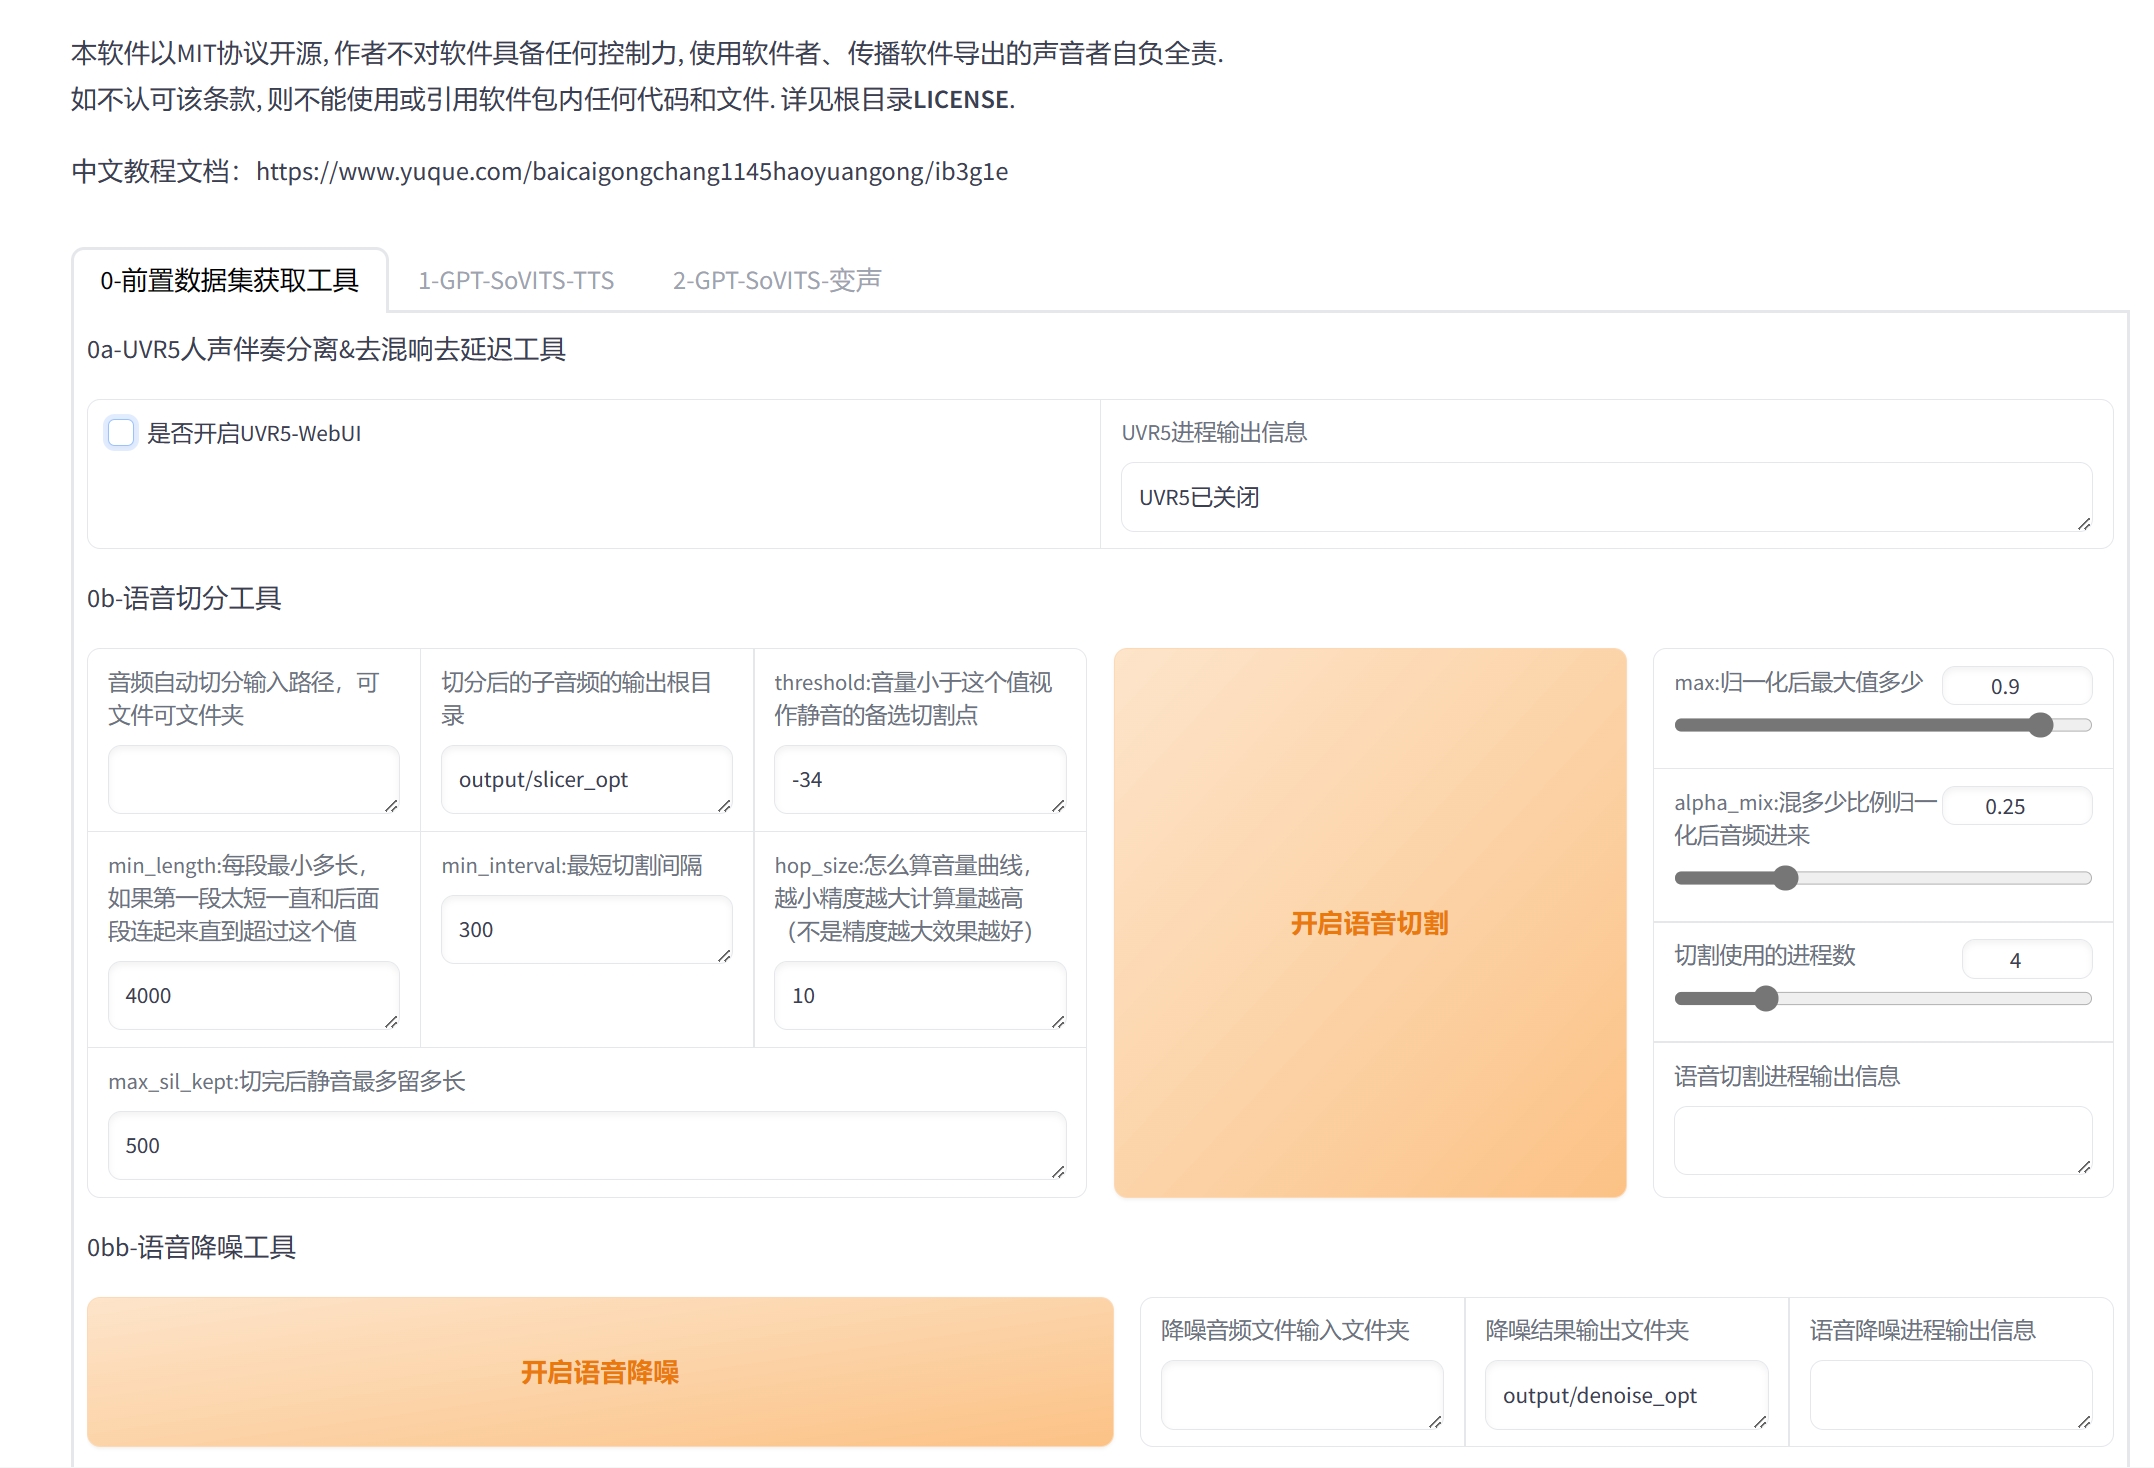 本软件以MIT协议开源, 作者不对软件具备任何控制力, 使用软件者、传播软件导出的声音者自负全责.
如不认可该条款, 则不能使用或引用软件包内任何代码和文件. 详见根目录LICENSE.
中文教程文档：https://www.yuque.com/baicaigongchang1145haoyuangong/ib3g1e
0-前置数据集获取工具
1-GPT-SoVITS-TTS
2-GPT-SoVITS-变声
0a-UVR5人声伴奏分离&去混响去延迟工具
是否开启UVR5-WebUI
UVR5进程输出信息
UVR5已关闭
0b-语音切分工具
音频自动切分输入路径，可
文件可文件夹
切分后的子音频的输出根目
录
output/slicer_opt
threshold:音量小于这个值视
作静音的备选切割点
-34
min_length:每段最小多长，
如果第一段太短一直和后面
段连起来直到超过这个值
4000
min_interval:最短切割间隔
300
hop_size:怎么算音量曲线，
越小精度越大计算量越高
（不是精度越大效果越好）
10
max_sil_kept:切完后静音最多留多长
500
开启语音切割
max:归一化后最大值多少
0.9
alpha_mix:混多少比例归一
化后音频进来
0.25
切割使用的进程数
4
语音切割进程输出信息
0bb-语音降噪工具
开启语音降噪
降噪音频文件输入文件夹
降噪结果输出文件夹
output/denoise_opt
语音降噪进程输出信息